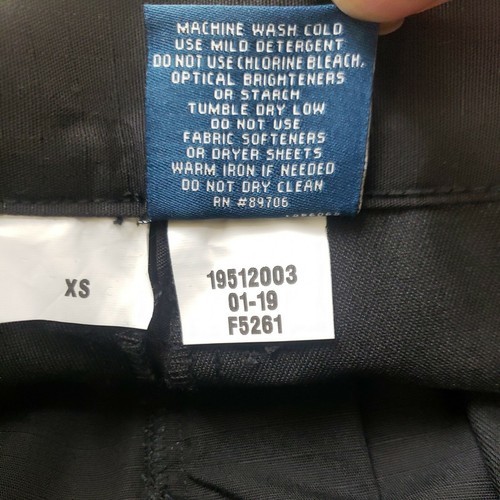 MACHINE WASH COLD
USE MILD DETERGENT
DO NOT USE CHLORINE BLEACH,
OPTICAL BRIGHTENERS
OR STARCH
TUMBLE DRY LOW
DO NOT USE
FABRIC SOFTENERS
OR DRYER SHEETS
WARM IRON IF NEEDED
DO NOT DRY CLEAN
RN #89706
XS
19512003
01-19
F5261